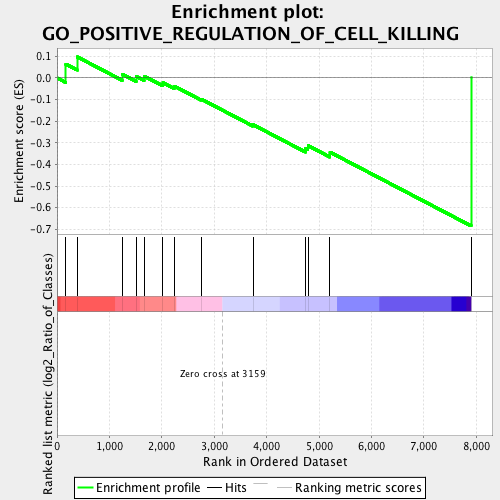 Enrichment plot:
GO_POSITIVE_REGULATION_OF_CELL_KILLING
Enrichment score (ES)
0.1
0.0
-0.1
-0.2
-0.3
-0.4
-0.5
-0.6
-0.7
Ranked list metric (log2_Ratio_of_Classes)
Zero cross at 3159
0 1,000 2,000 3,000 4,000 5,000 6,000 7,000 8,000
Rank in Ordered Dataset
Enrichment profile Hits Ranking metric scores